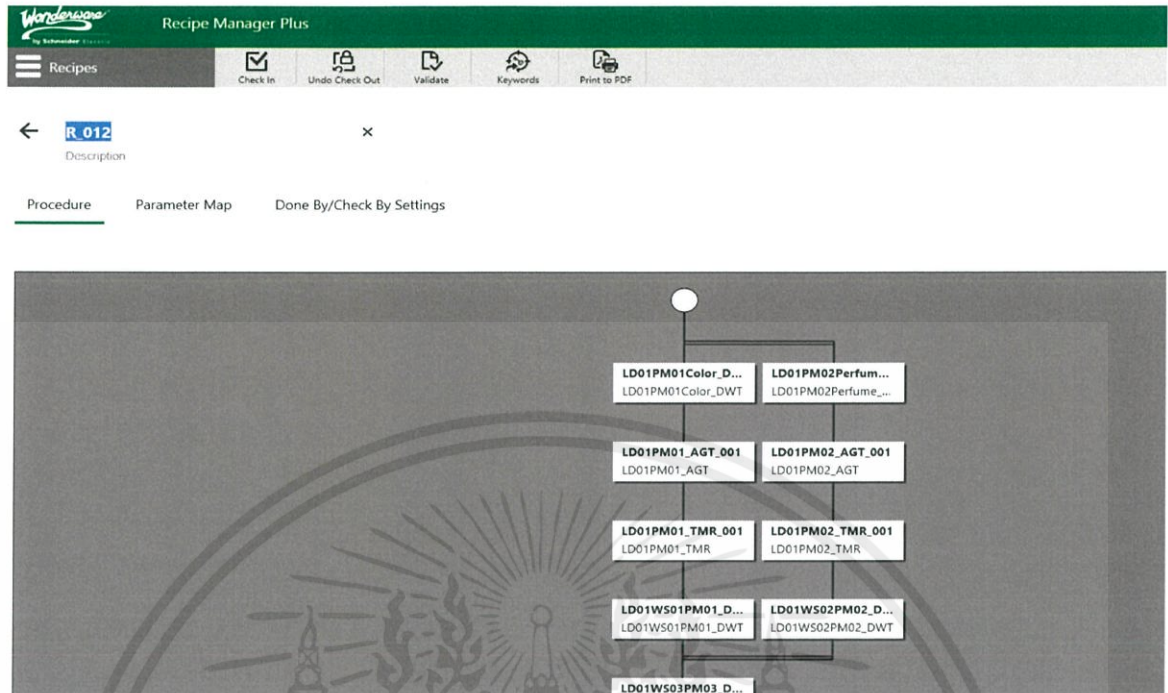 Wonderware
by Schneider Electric
Recipe Manager Plus
Recipes
Check In
Undo Check Out
Validate
Keywords
Print to PDF
R_012
Description
Procedure
Parameter Map
Done By/Check By Settings
LD01PM01Color_D...
LD01PM01Color_DWT
LD01PM02Perfum...
LD01PM02Perfume_...
LD01PM01_AGT_001
LD01PM01_AGT
LD01PM02_AGT_001
LD01PM02_AGT
LD01PM01_TMR_001
LD01PM01_TMR
LD01PM02_TMR_001
LD01PM02_TMR
LD01WS01PM01_D...
LD01WS01PM01_DWT
LD01WS02PM02_D...
LD01WS02PM02_DWT
LD01WS03PM03_D...